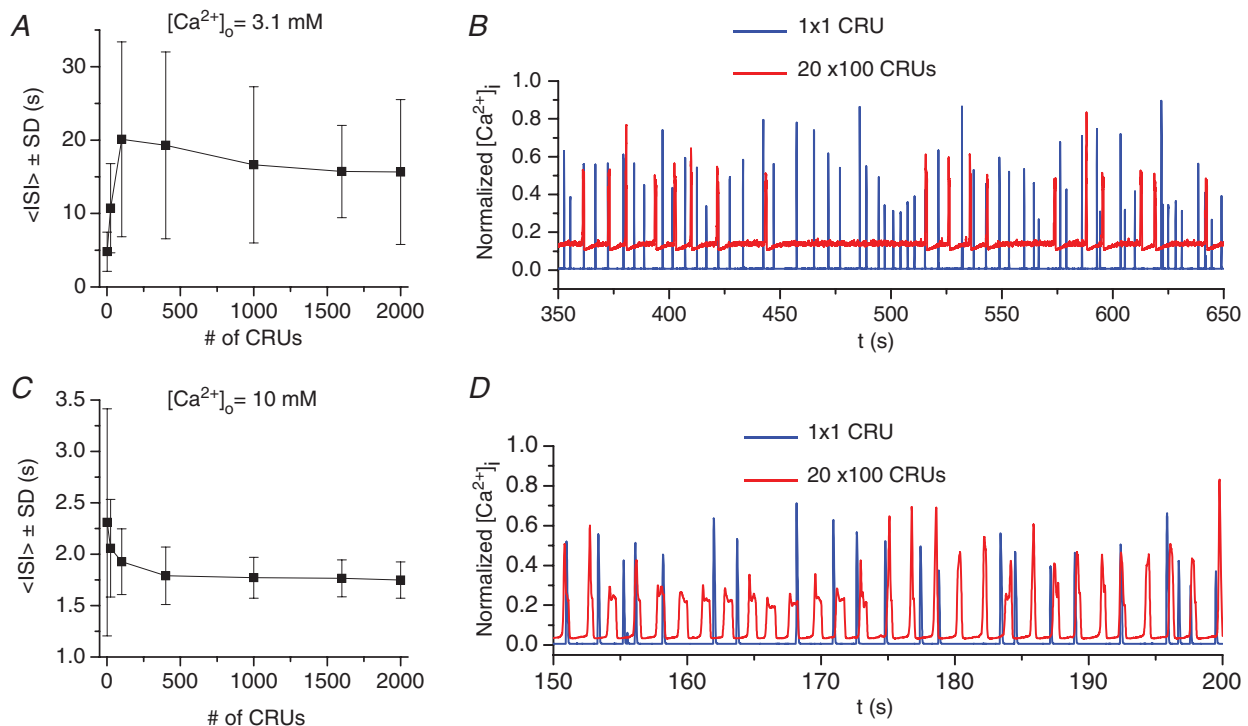 A
[Ca2+]o= 3.1 mM
<ISI> ± SD (s)
30
20
10
0
0 500 1000 1500 2000
# of CRUs
B
1x1 CRU
20 x100 CRUs
Normalized [Ca2+]i
1.0
0.8
0.6
0.4
0.2
0.0
350 400 450 500 550 600 650
t (s)
C
[Ca2+]o= 10 mM
<ISI> ± SD (s)
3.5
3.0
2.5
2.0
1.5
1.0
0 500 1000 1500 2000
# of CRUs
D
1x1 CRU
20 x100 CRUs
Normalized [Ca2+]i
1.0
0.8
0.6
0.4
0.2
0.0
150 160 170 180 190 200
t (s)